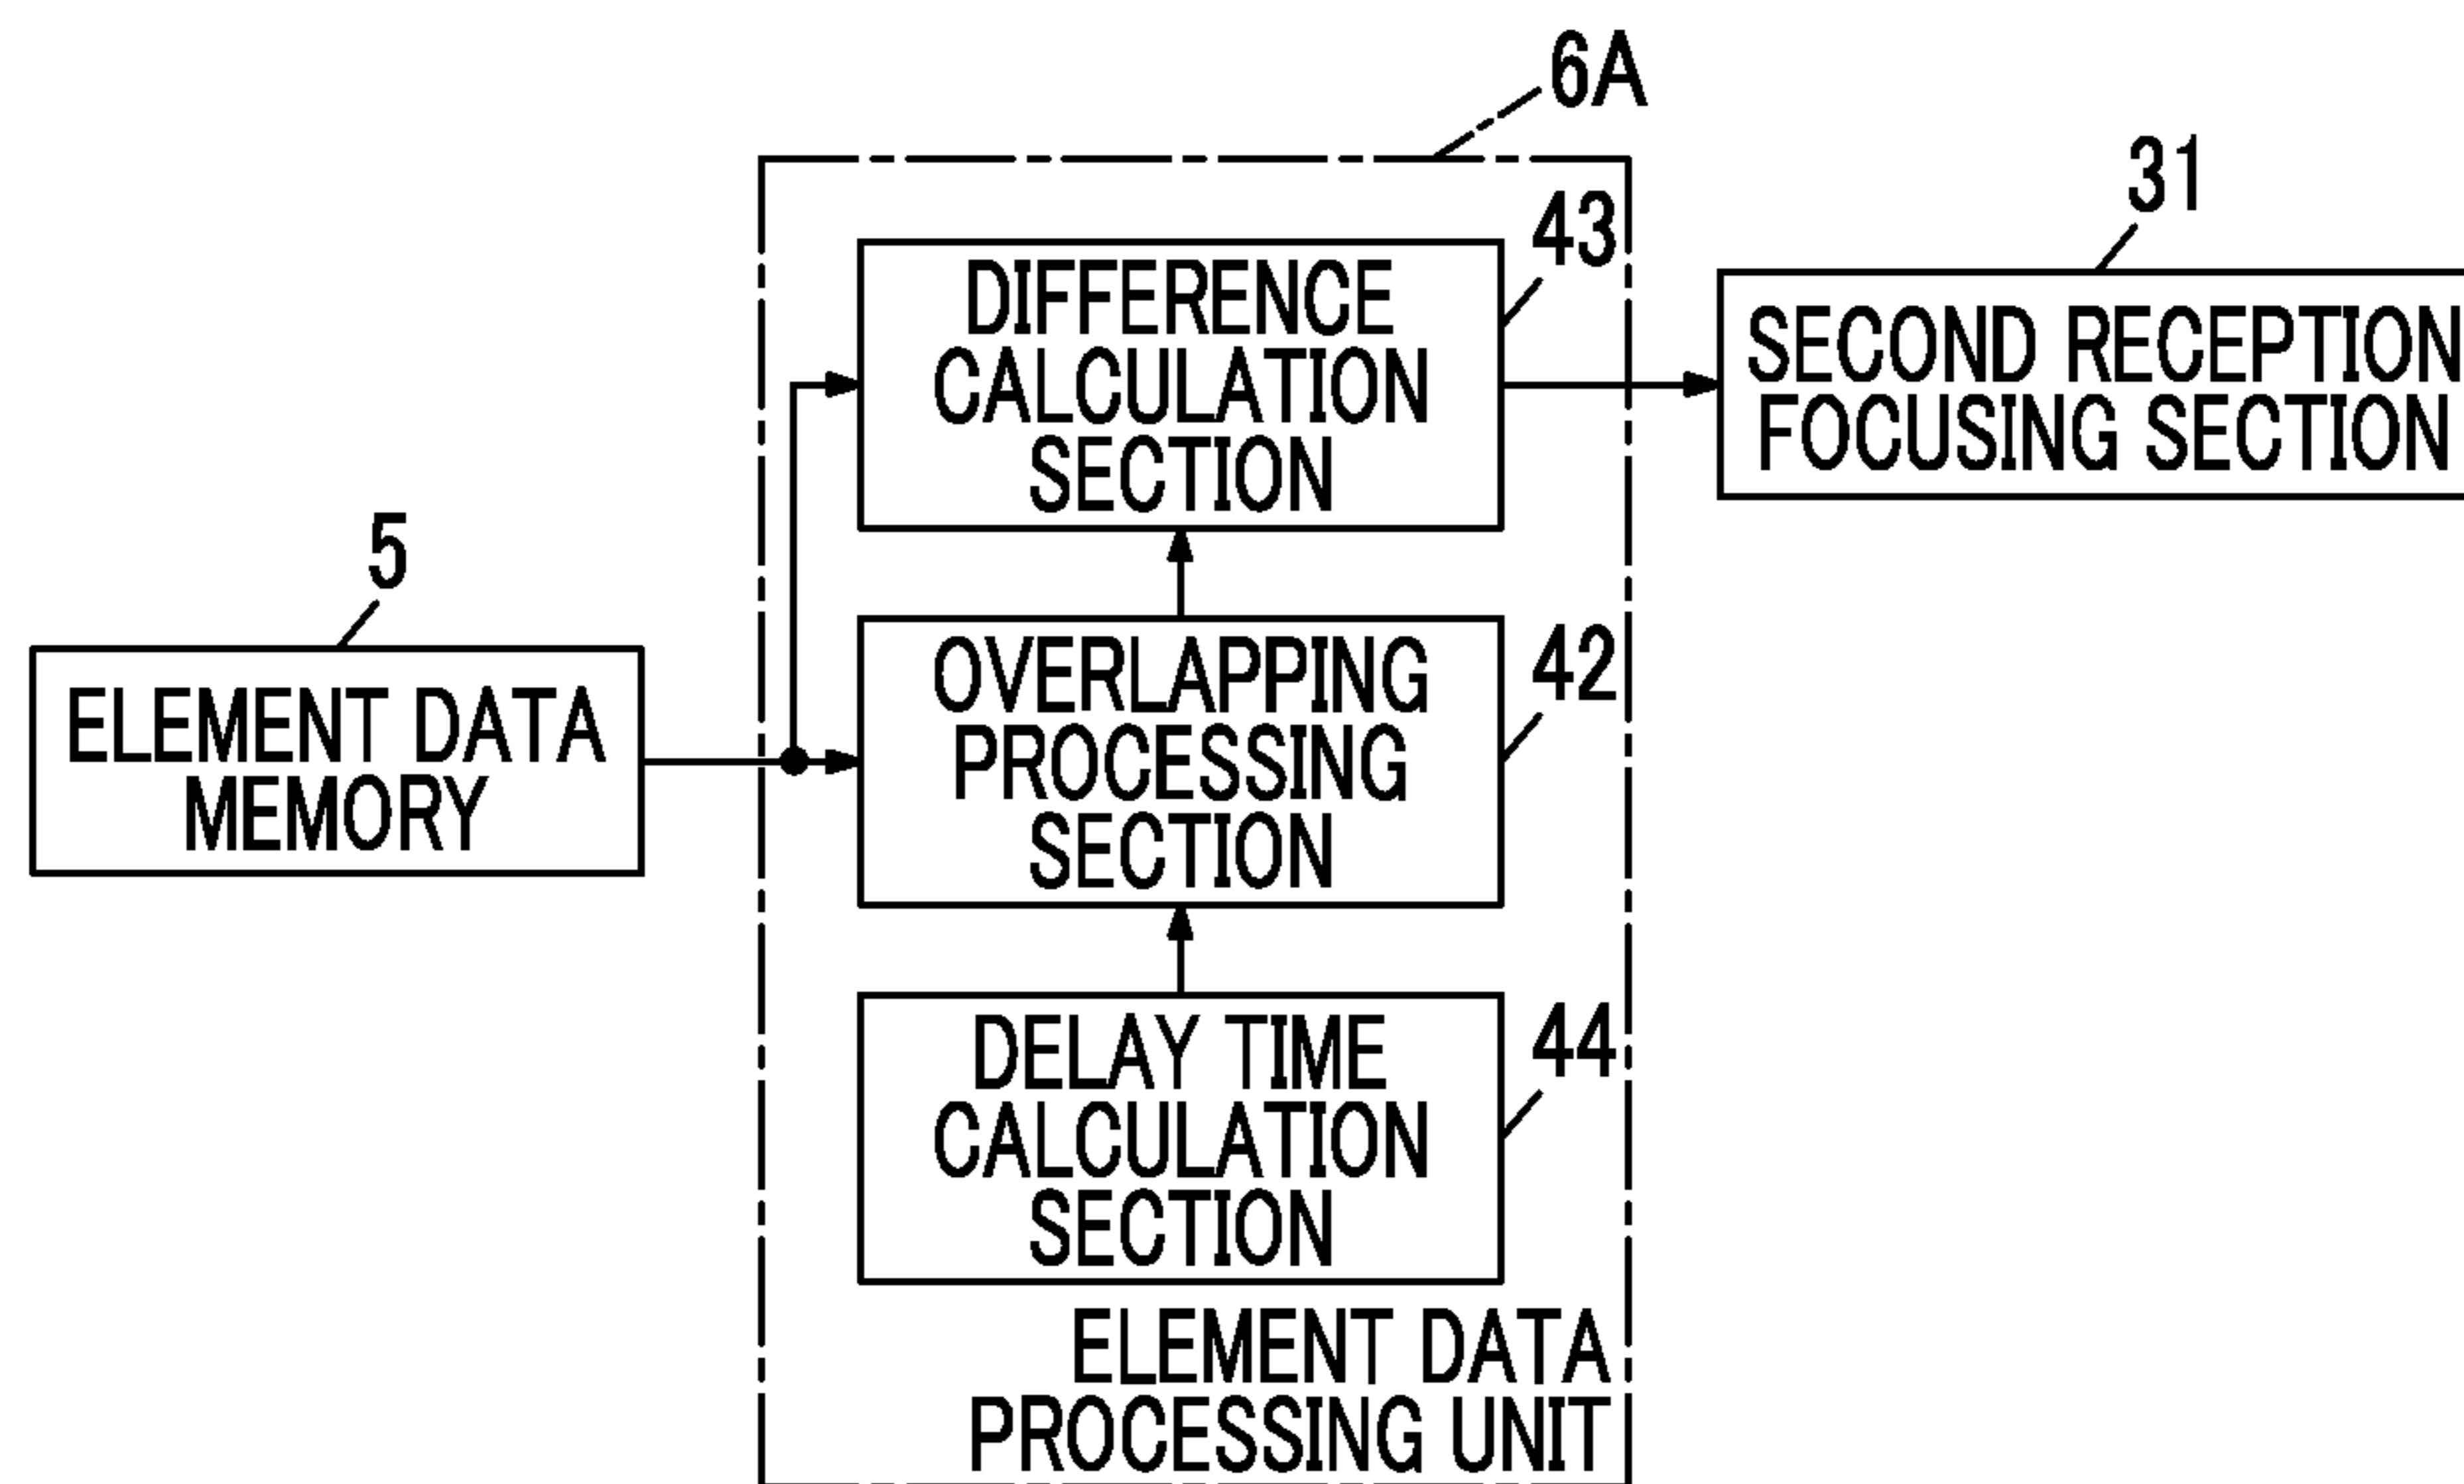 6A
31
43
DIFFERENCE
CALCULATION
SECTION
SECOND RECEPTION
FOCUSING SECTION
5
ELEMENT DATA
MEMORY
42
OVERLAPPING
PROCESSING
SECTION
44
DELAY TIME
CALCULATION
SECTION
ELEMENT DATA
PROCESSING UNIT